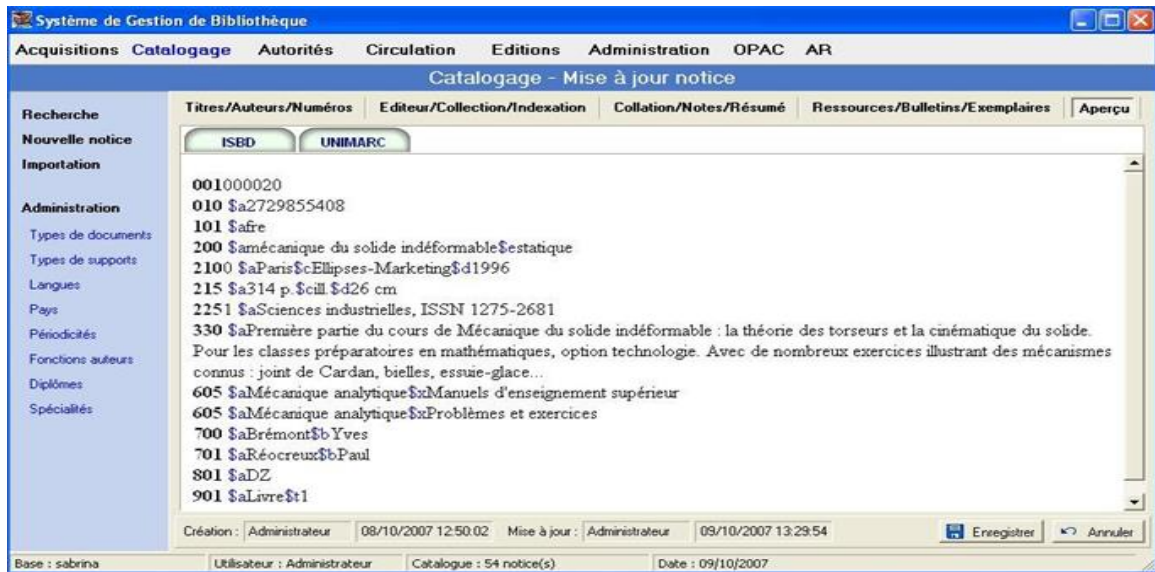 Système de Gestion de Bibliothèque
Acquisitions Catalogage Autorités Circulation Editions Administration OPAC AR
Catalogage - Mise à jour notice
Recherche
Nouvelle notice
Importation
Administration
Types de documents
Types de supports
Langues
Pays
Périodicités
Fonctions auteurs
Diplômes
Spécialités
Titres/Auteurs/Numéros Editeur/Collection/Indexation Collation/Notes/Résumé Ressources/Bulletins/Exemplaires Aperçu
ISBD UNIMARC
001000020
010 $a2729855408
101 $afre
200 $amécanique du solide indéformable$estatique
2100 $aParis$cEllipses-Marketing$d1996
215 $a314 p.$cill.$d26 cm
2251 $aSciences industrielles, ISSN 1275-2681
330 $aPremière partie du cours de Mécanique du solide indéformable : la théorie des torseurs et la cinématique du solide.
Pour les classes préparatoires en mathématiques, option technologie. Avec de nombreux exercices illustrant des mécanismes
connus : joint de Cardan, bielles, essuie-glace...
605 $aMécanique analytique$xManuels d'enseignement supérieur
605 $aMécanique analytique$xProblèmes et exercices
700 $aBrémont$bYves
701 $aRéocreux$bPaul
801 $aDZ
901 $aLivre$t1
Création : Administrateur 08/10/2007 12:50:02 Mise à jour : Administrateur 09/10/2007 13:29:54 Enregistrer Annuler
Base : sabrina Utilisateur : Administrateur Catalogue : 54 notice(s) Date : 09/10/2007